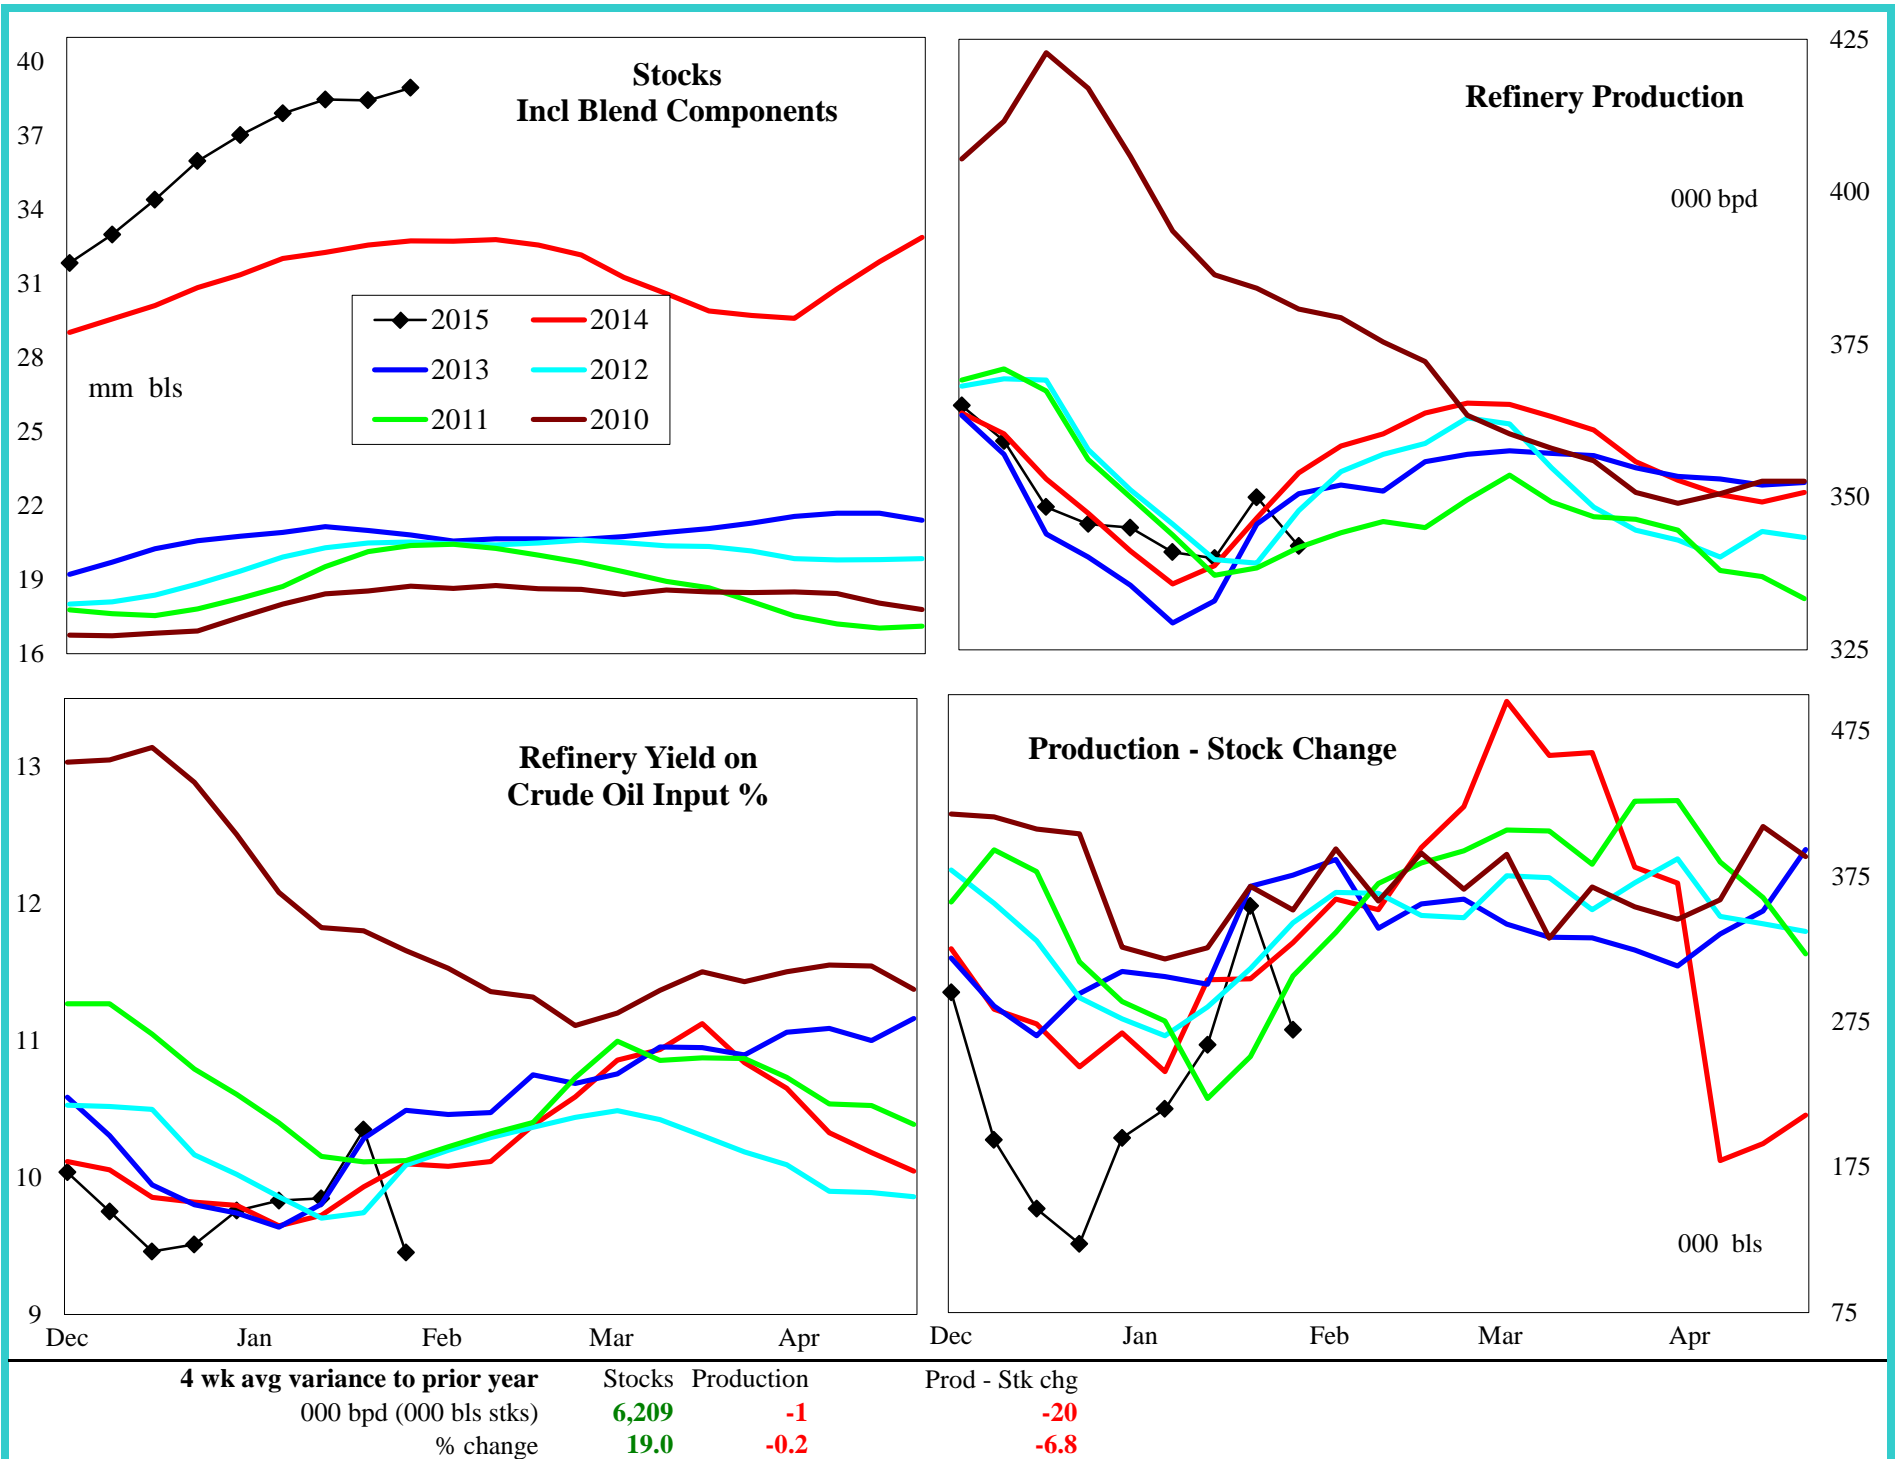 Stocks
Incl Blend Components
40
37
34
31
28
25
22
19
16
mm bls
2015 2014
2013 2012
2011 2010
Refinery Production
000 bpd
425
400
375
350
325
Refinery Yield on
Crude Oil Input %
13
12
11
10
9
Dec Jan Feb Mar Apr
Production - Stock Change
475
375
275
175
75
000 bls
Dec Jan Feb Mar Apr
4 wk avg variance to prior year Stocks Production Prod - Stk chg
000 bpd (000 bls stks) 6,209 -1 -20
% change 19.0 -0.2 -6.8